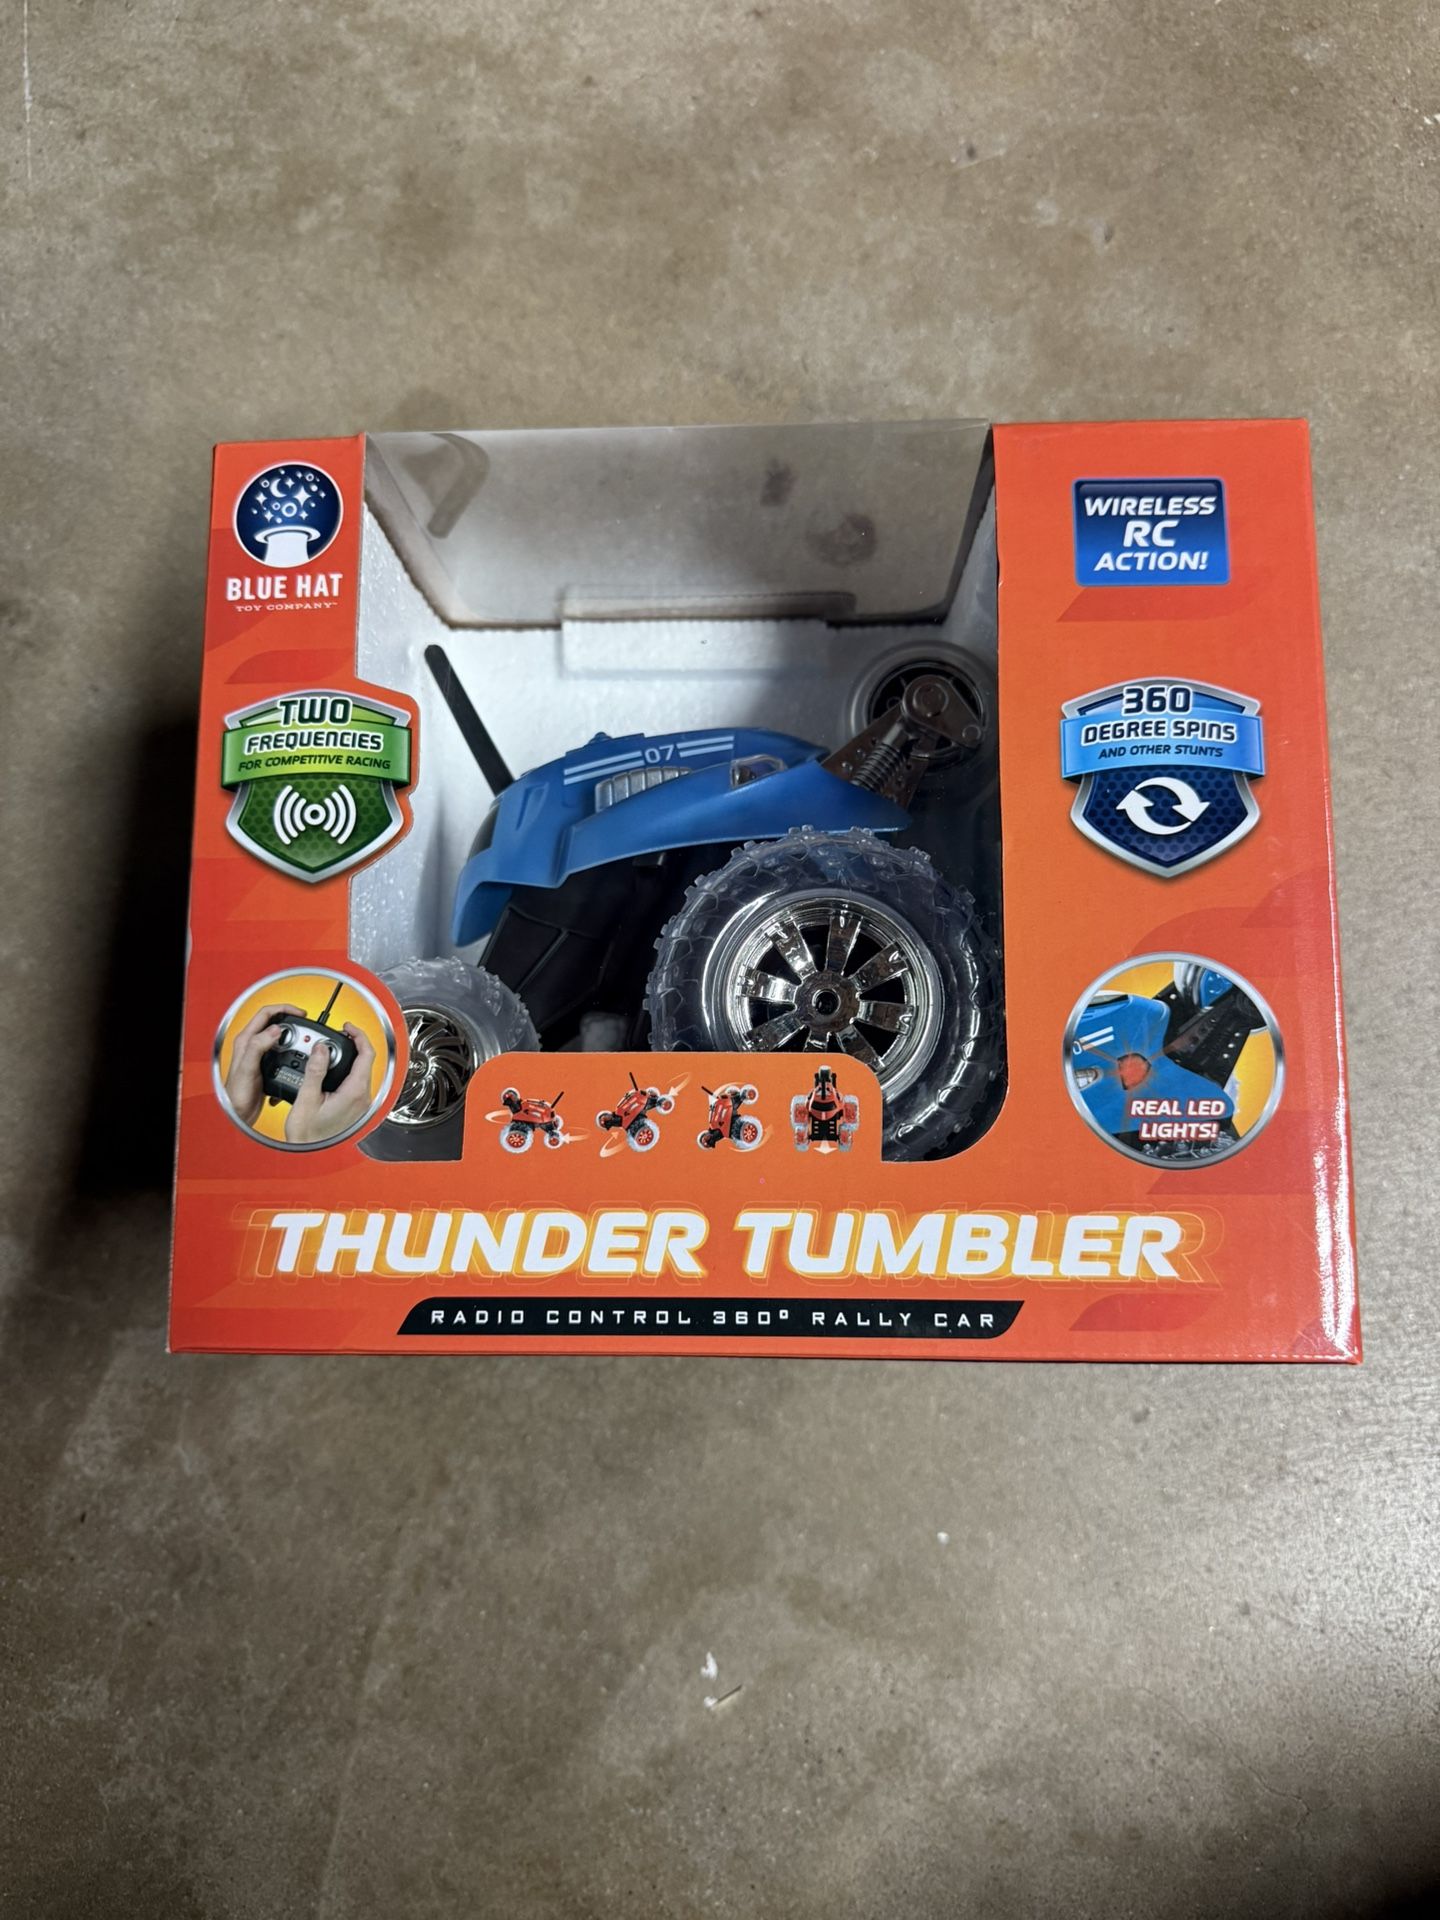 BLUE HAT
TOY COMPANY™
WIRELESS
RC
ACTION!
TWO
FREQUENCIES
FOR COMPETITIVE RACING
360
DEGREE SPINS
AND OTHER STUNTS
07
REAL LED
LIGHTS!
THUNDER TUMBLER
RADIO CONTROL 360° RALLY CAR